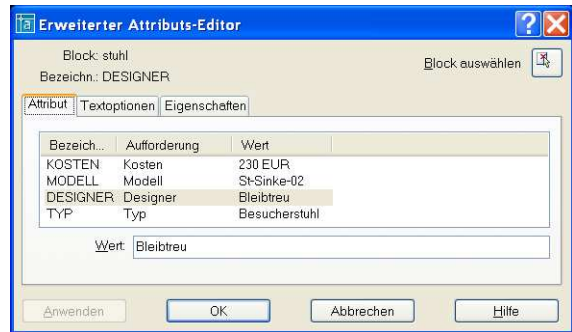 Erweiterter Attributs-Editor
Block: stuhl
Bezeichn.: DESIGNER
Block auswählen
Attribut Textoptionen Eigenschaften
Bezeich... Aufforderung Wert
KOSTEN Kosten 230 EUR
MODELL Modell St-Sinke-02
DESIGNER Designer Bleibtreu
TYP Typ Besucherstuhl
Wert: Bleibtreu
Anwenden OK Abbrechen Hilfe